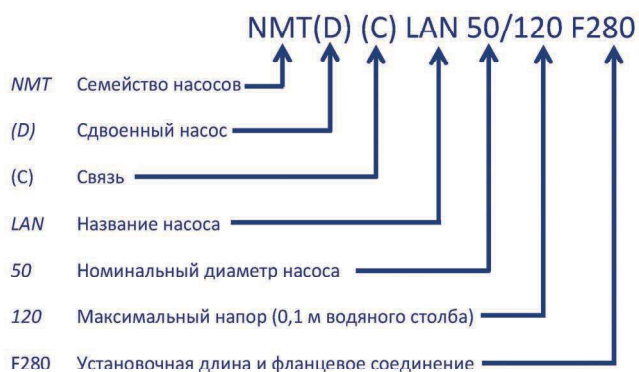 NMT(D) (C) LAN 50/120 F280
NMT Семейство насосов
(D) Сдвоенный насос
(C) Связь
LAN Название насоса
50 Номинальный диаметр насоса
120 Максимальный напор (0,1 м водяного столба)
F280 Установочная длина и фланцевое соединение